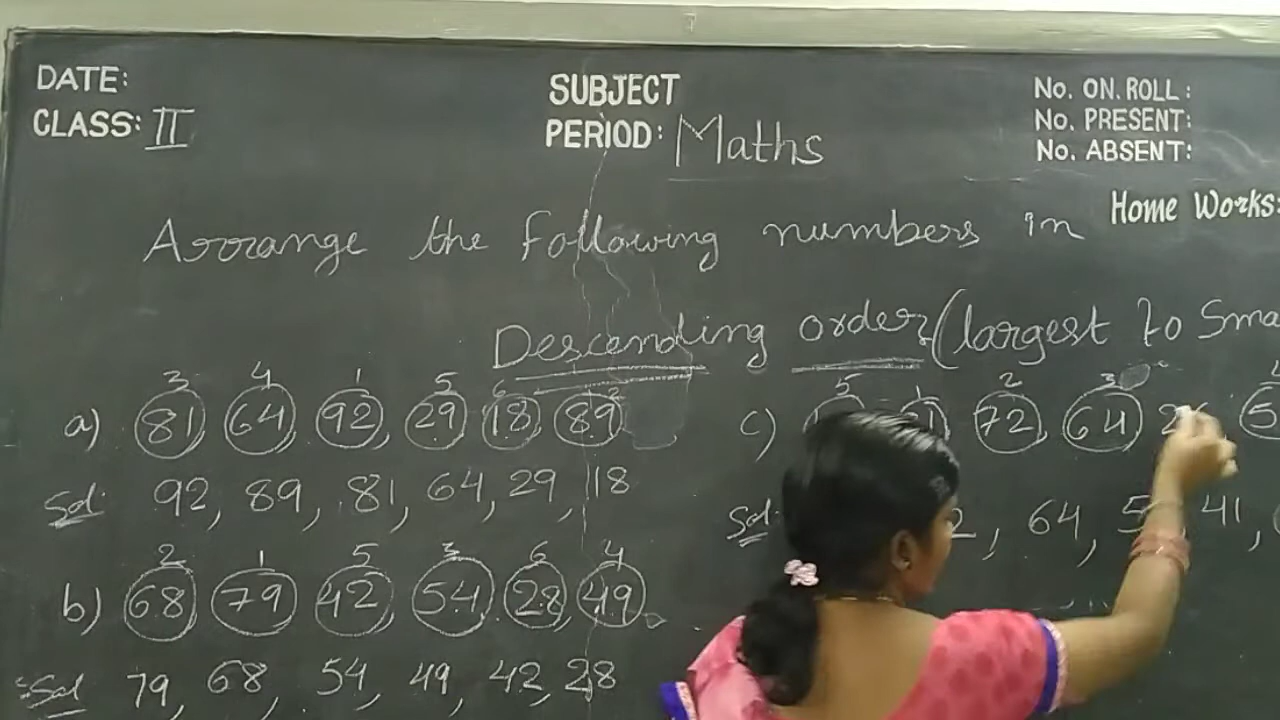 DATE:
CLASS: II
SUBJECT
PERIOD: Maths
No. ON. ROLL:
No. PRESENT:
No. ABSENT:
Home Works:
Arrange the following numbers in
Descending order (largest to Sma
3 4 1 5 6 2
a) 81, 64, 92, 29, 18, 89
Sol: 92, 89, 81, 64, 29, 18
2 1 5 3 6 4
b) 68, 79, 42, 54, 28, 49
Sol 79, 68, 54, 49, 42, 28
5 1 2 3
c) 72, 64,
Sol: 64, 41,